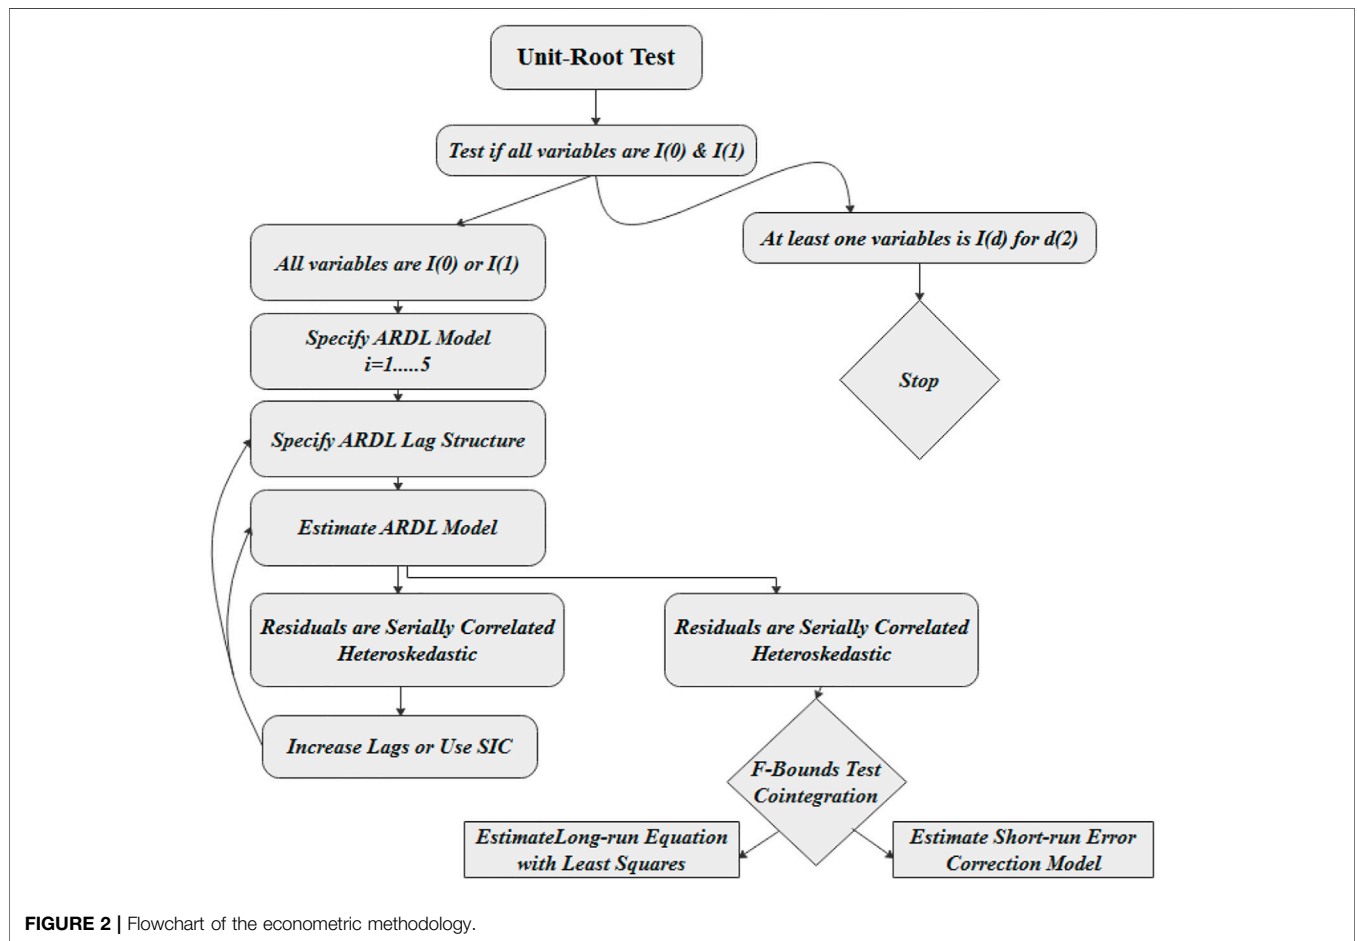 Unit-Root Test
Test if all variables are I(0) & I(1)
At least one variables is I(d) for d(2)
All variables are I(0) or I(1)
Specify ARDL Model
i=1.....5
Stop
Specify ARDL Lag Structure
Estimate ARDL Model
Residuals are Serially Correlated
Heteroskedastic
Residuals are Serially Correlated
Heteroskedastic
Increase Lags or Use SIC
F-Bounds Test
Cointegration
EstimateLong-run Equation
with Least Squares
Estimate Short-run Error
Correction Model
FIGURE 2 | Flowchart of the econometric methodology.